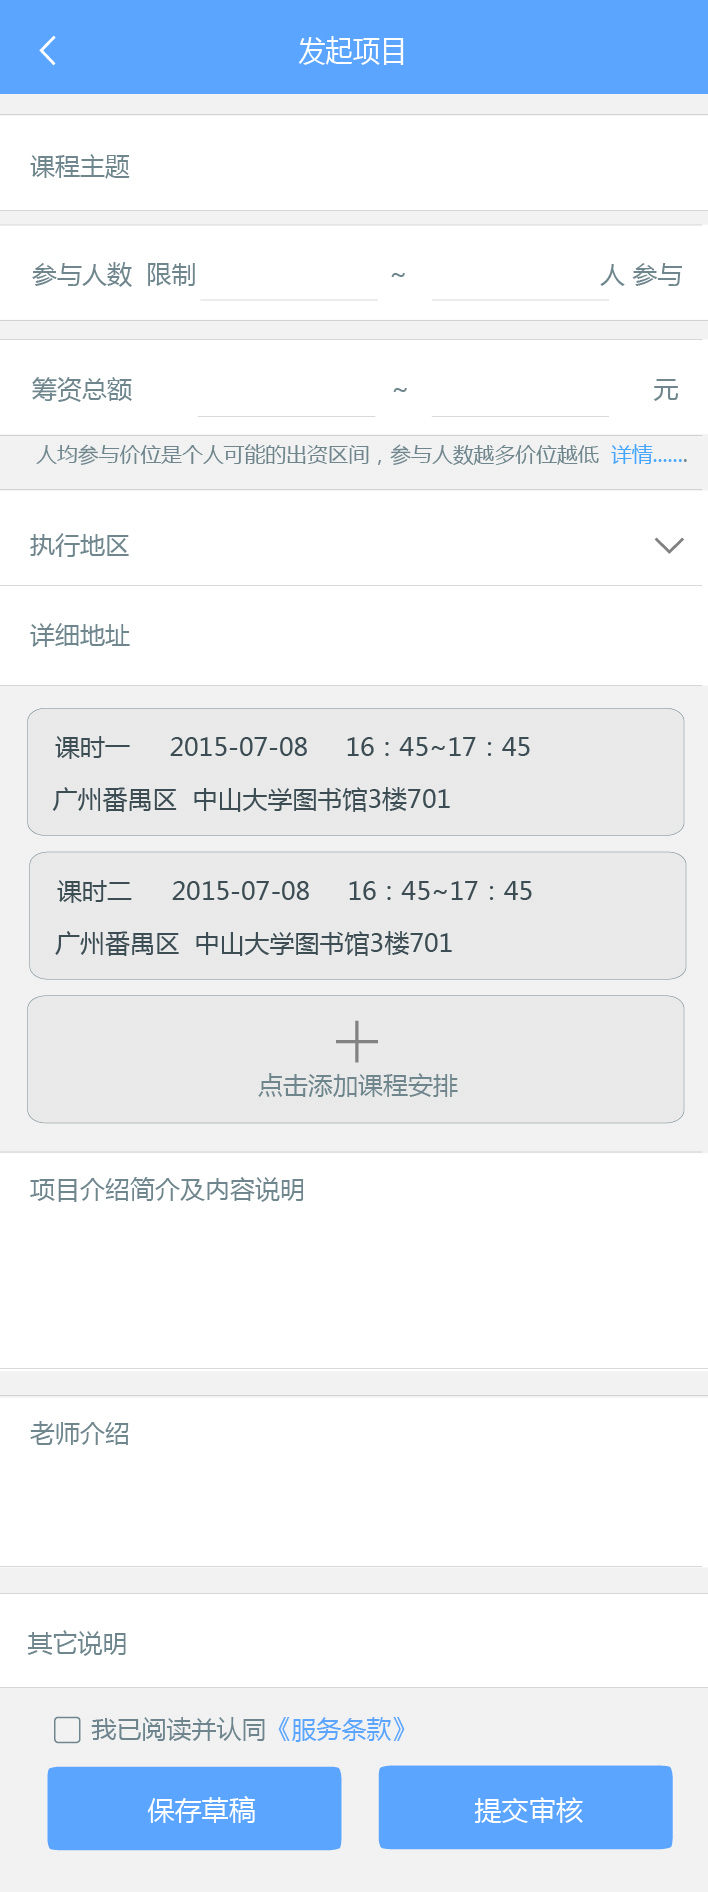 发起项目
课程主题
参与人数 限制 ~ 人 参与
筹资总额 ~ 元
人均参与价位是个人可能的出资区间，参与人数越多价位越低 详情.......
执行地区
详细地址
课时一 2015-07-08 16：45~17：45
广州番禺区 中山大学图书馆3楼701
课时二 2015-07-08 16：45~17：45
广州番禺区 中山大学图书馆3楼701
点击添加课程安排
项目介绍简介及内容说明
老师介绍
其它说明
我已阅读并认同《服务条款》
保存草稿 提交审核